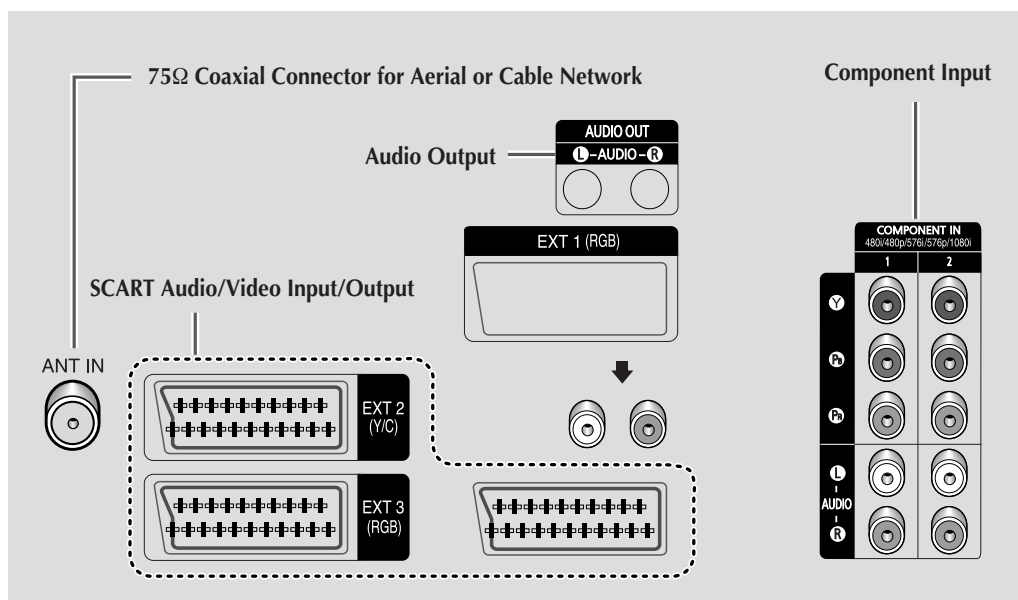 75Ω Coaxial Connector for Aerial or Cable Network
Component Input
AUDIO OUT
L-AUDIO-R
Audio Output
EXT 1 (RGB)
COMPONENT IN
480i/480p/576i/576p/1080i
1 2
SCART Audio/Video Input/Output
Y
ANT IN
PB
EXT 2
(Y/C)
PR
L
AUDIO
R
EXT 3
(RGB)